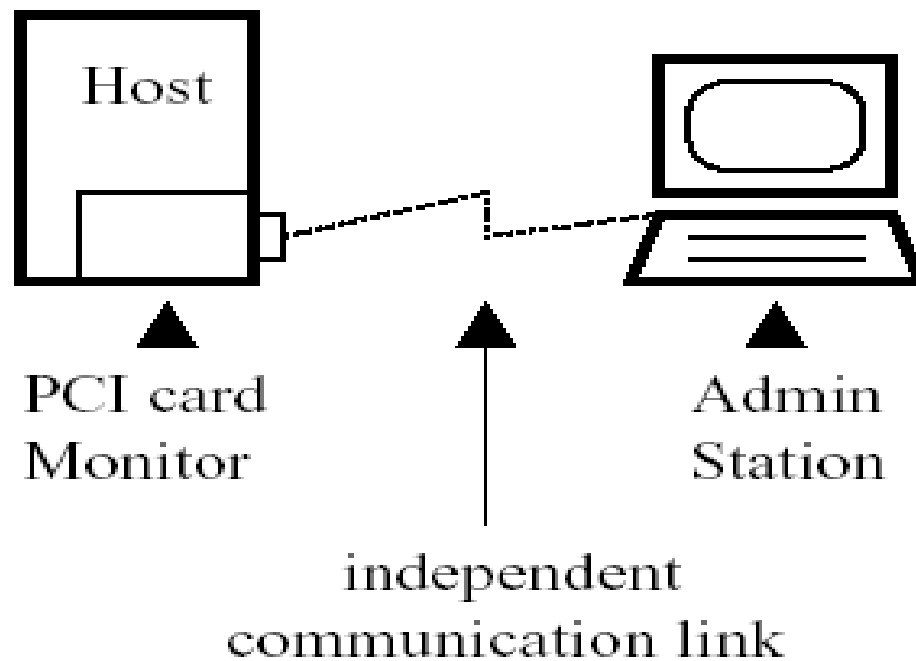 Host
PCI card
Monitor
Admin
Station
independent
communication link